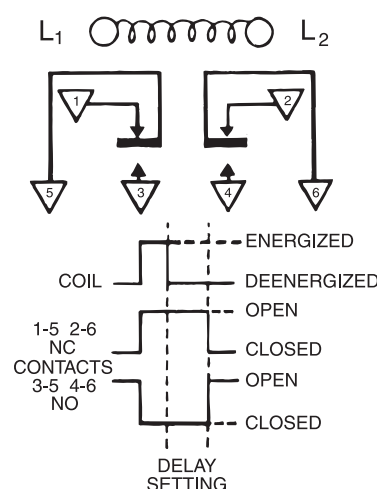 L1 L2
1 2
5 3 4 6
ENERGIZED
COIL DEENERGIZED
OPEN
1-5 2-6
NC CLOSED
CONTACTS OPEN
3-5 4-6
NO CLOSED
DELAY
SETTING